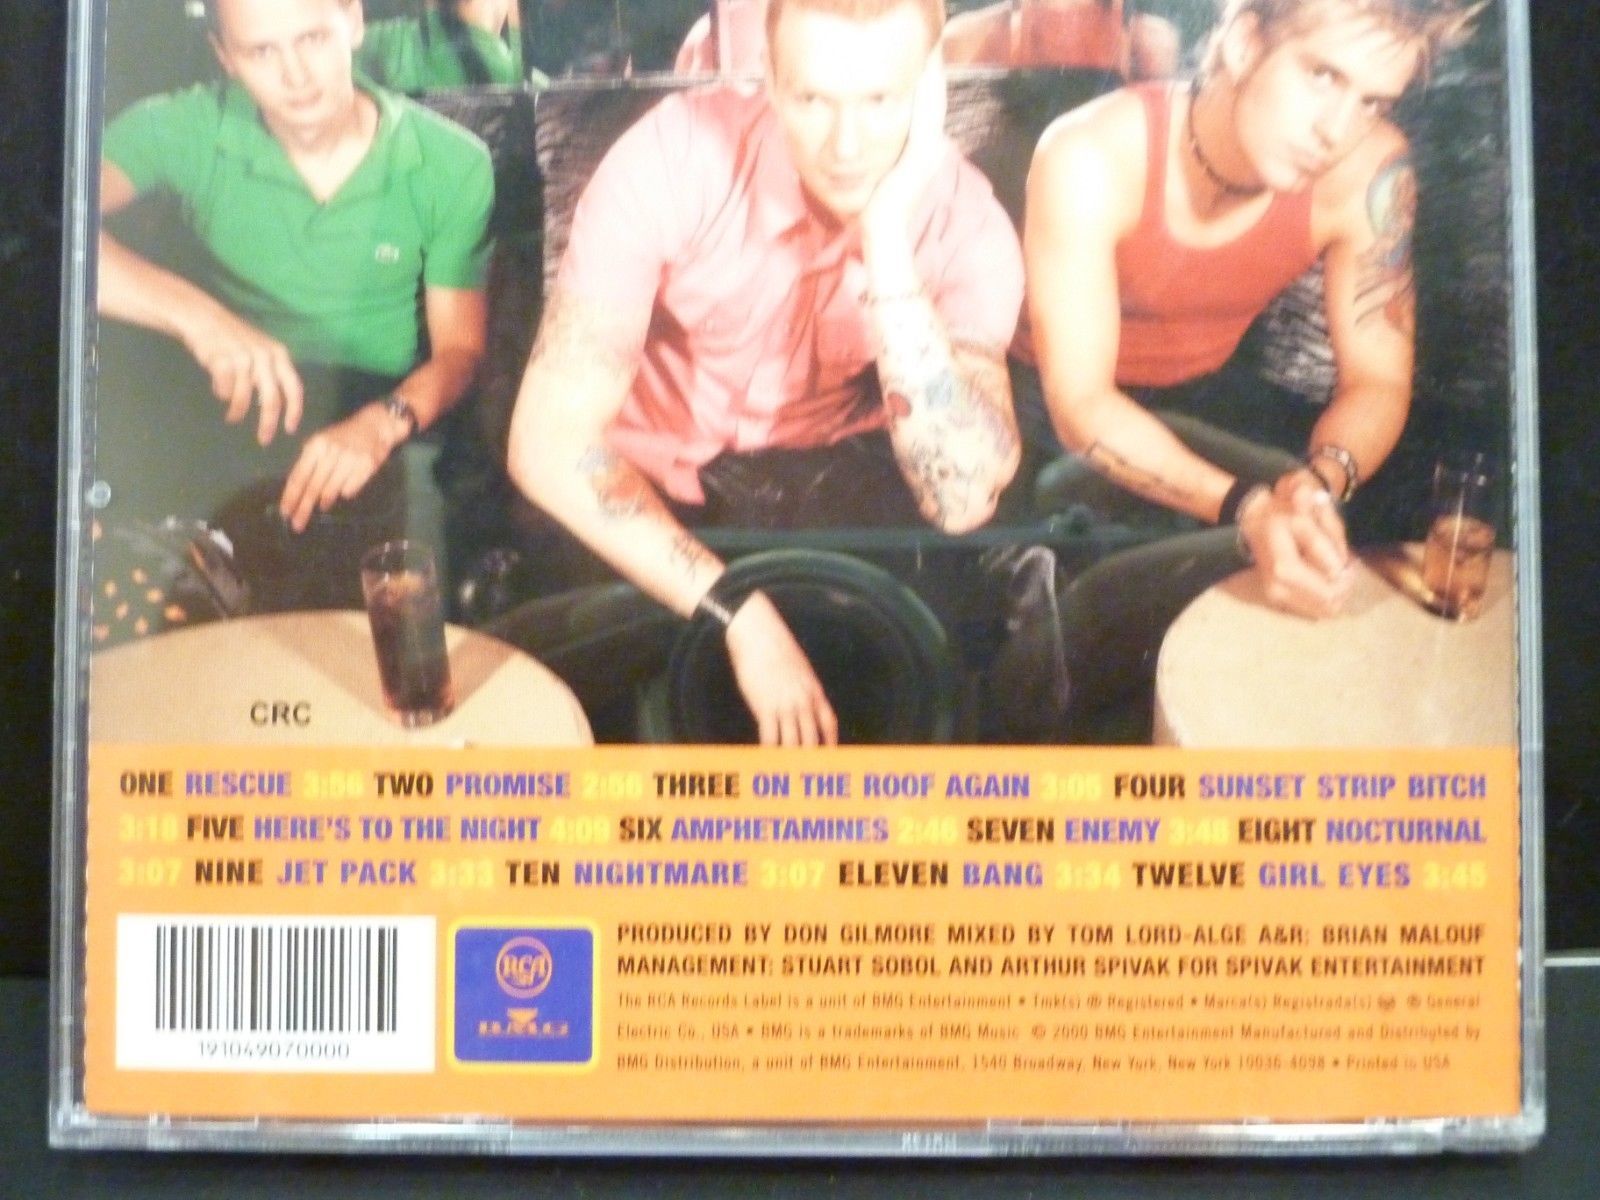 CRC
ONE RESCUE 3:56 TWO PROMISE 2:56 THREE ON THE ROOF AGAIN 3:05 FOUR SUNSET STRIP BITCH
3:18 FIVE HERE'S TO THE NIGHT 4:09 SIX AMPHETAMINES 2:46 SEVEN ENEMY 3:48 EIGHT NOCTURNAL
3:07 NINE JET PACK 3:33 TEN NIGHTMARE 3:07 ELEVEN BANG 3:34 TWELVE GIRL EYES 3:45
191049070000
RCA
BMG
PRODUCED BY DON GILMORE MIXED BY TOM LORD-ALGE A&R: BRIAN MALOUF
MANAGEMENT: STUART SOBOL AND ARTHUR SPIVAK FOR SPIVAK ENTERTAINMENT
The RCA Records Label is a unit of BMG Entertainment • Tmk(s) ® Registered • Marca(s) Registrada(s) ® General
Electric Co., USA • BMG is a trademarks of BMG Music © 2000 BMG Entertainment Manufactured and Distributed by
BMG Distribution, a unit of BMG Entertainment, 1540 Broadway, New York, New York 10036-4098 • Printed in USA